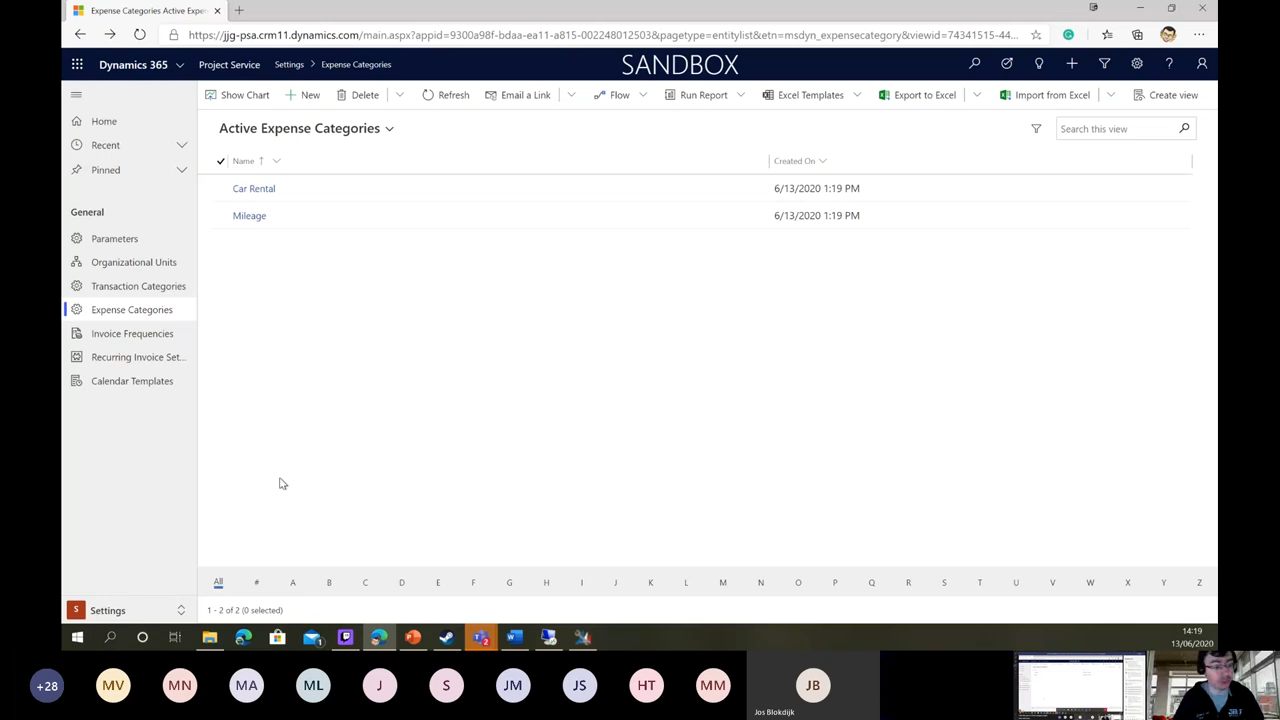 Expense Categories Active Expen
https://jjg-psa.crm11.dynamics.com/main.aspx?appid=9300a98f-bdaa-ea11-a815-002248012503&pagetype=entitylist&etn=msdyn_expensecategory&viewid=74341515-44...
Dynamics 365
Project Service
Settings
Expense Categories
SANDBOX
Show Chart
New
Delete
Refresh
Email a Link
Flow
Run Report
Excel Templates
Export to Excel
Import from Excel
Create view
Home
Recent
Pinned
General
Parameters
Organizational Units
Transaction Categories
Expense Categories
Invoice Frequencies
Recurring Invoice Set...
Calendar Templates
S Settings
Active Expense Categories
Search this view
Name
Created On
Car Rental 6/13/2020 1:19 PM
Mileage 6/13/2020 1:19 PM
All # A B C D E F G H I J K L M N O P Q R S T U V W X Y Z
1 - 2 of 2 (0 selected)
14:19
13/06/2020
+28 MV MN MA ML J S JM JS HT JB
Jos Blokdijk